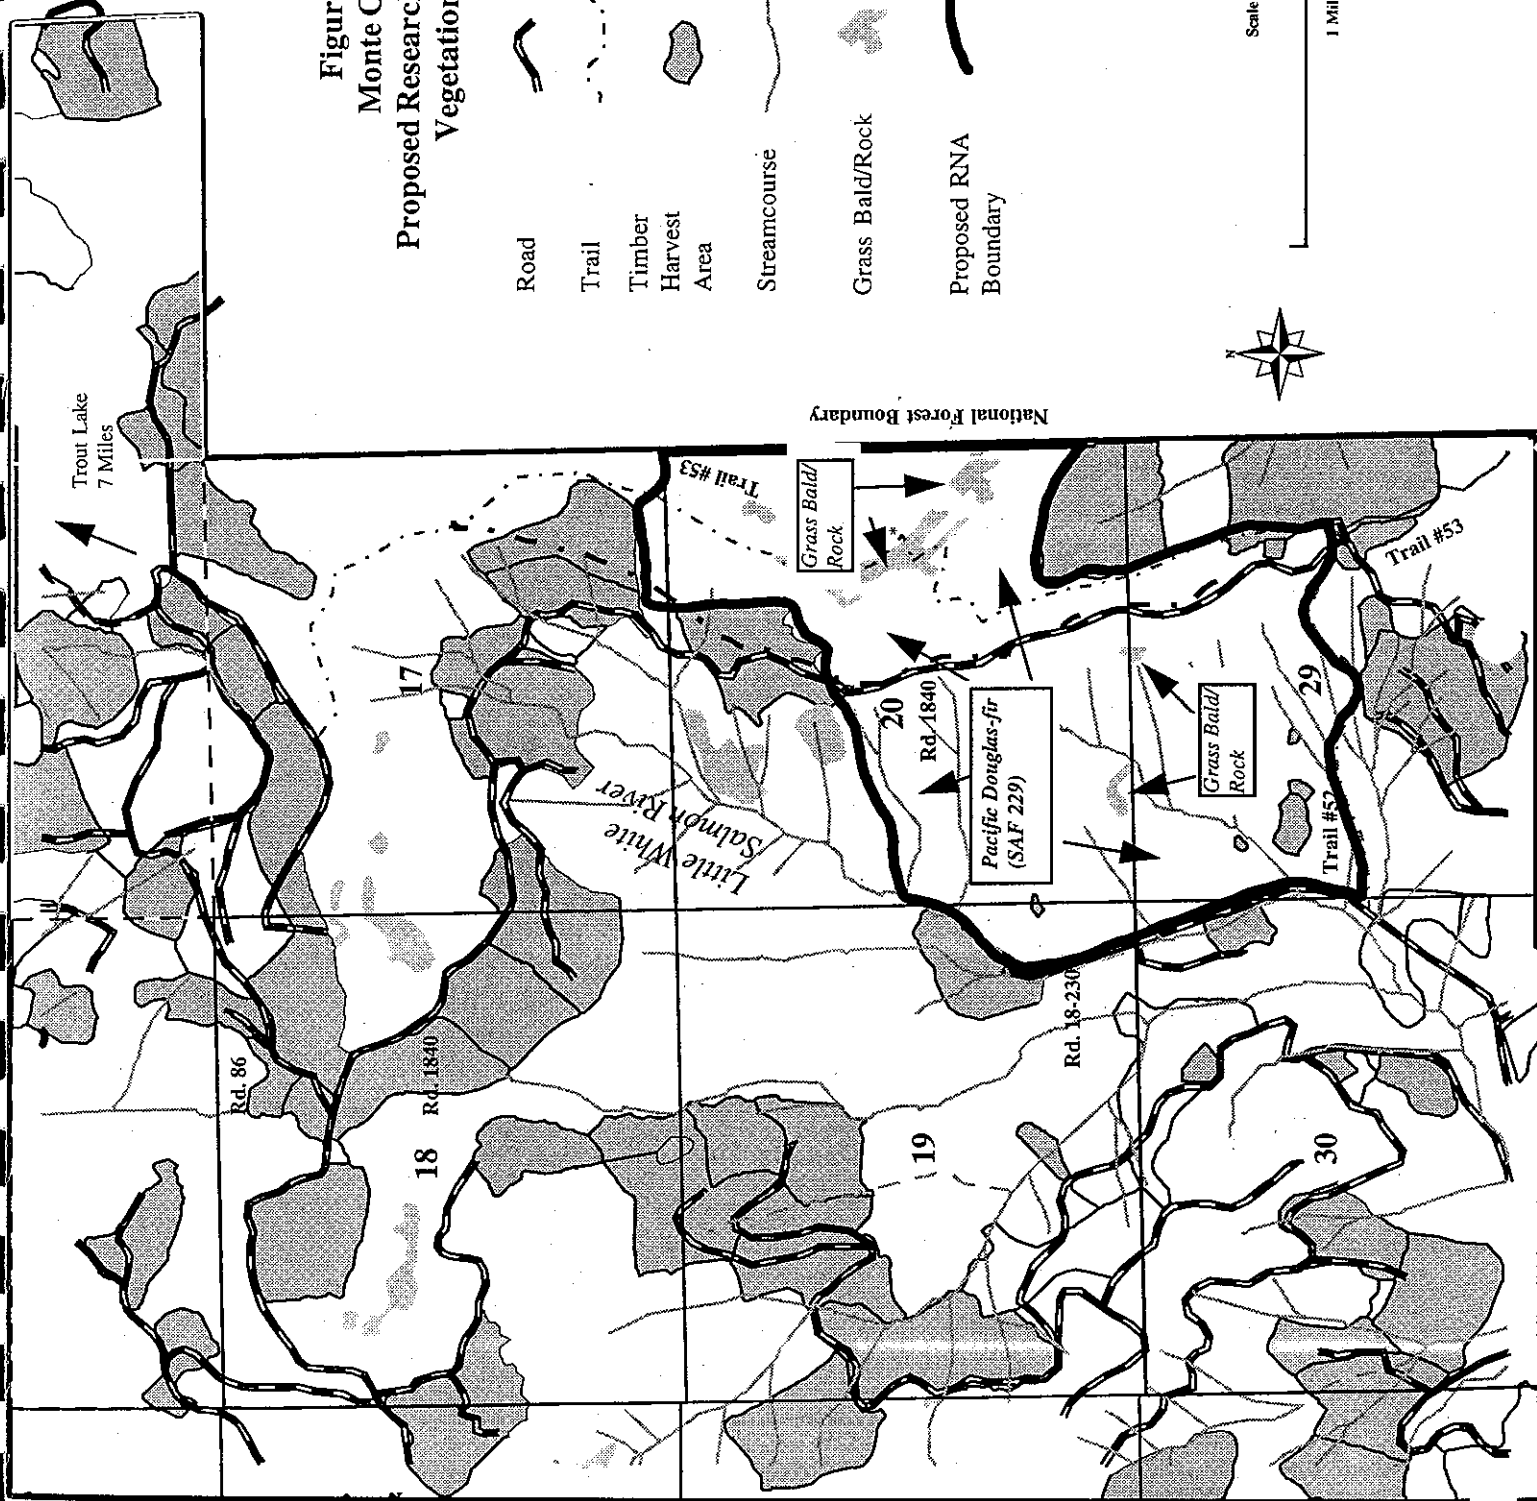 Figur
Monte C
Proposed Researc
Vegetation
Road
Trail
Timber
Harvest
Area
Streamcourse
Grass Bald/Rock
Proposed RNA
Boundary
Scale
1 Mil
N
Trout Lake
7 Miles
National Forest Boundary
Trail #53
Grass Bald/
Rock
*
17
Little White
Salmon River
20
Rd. 1840
Pacific Douglas-fir
(SAF 229)
Grass Bald/
Rock
29
Trail #53
Trail #52
Rd. 86
Rd. 1840
18
19
Rd. 18-230
30